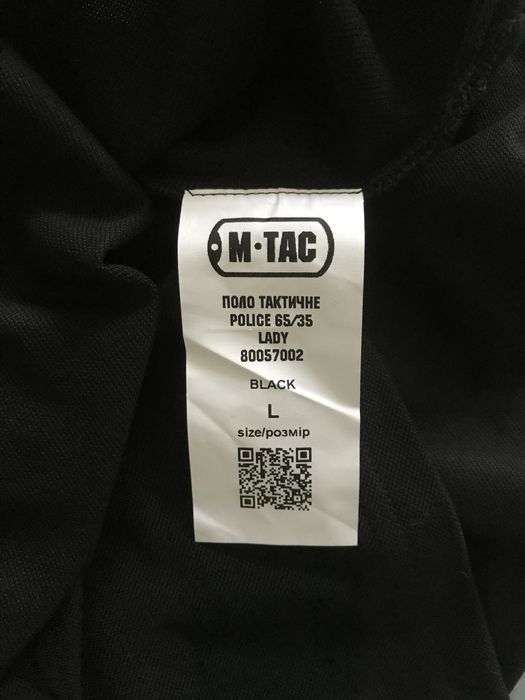 M·TAC
ПОЛО ТАКТИЧНЕ
POLICE 65/35
LADY
80057002
BLACK
L
size/розмір